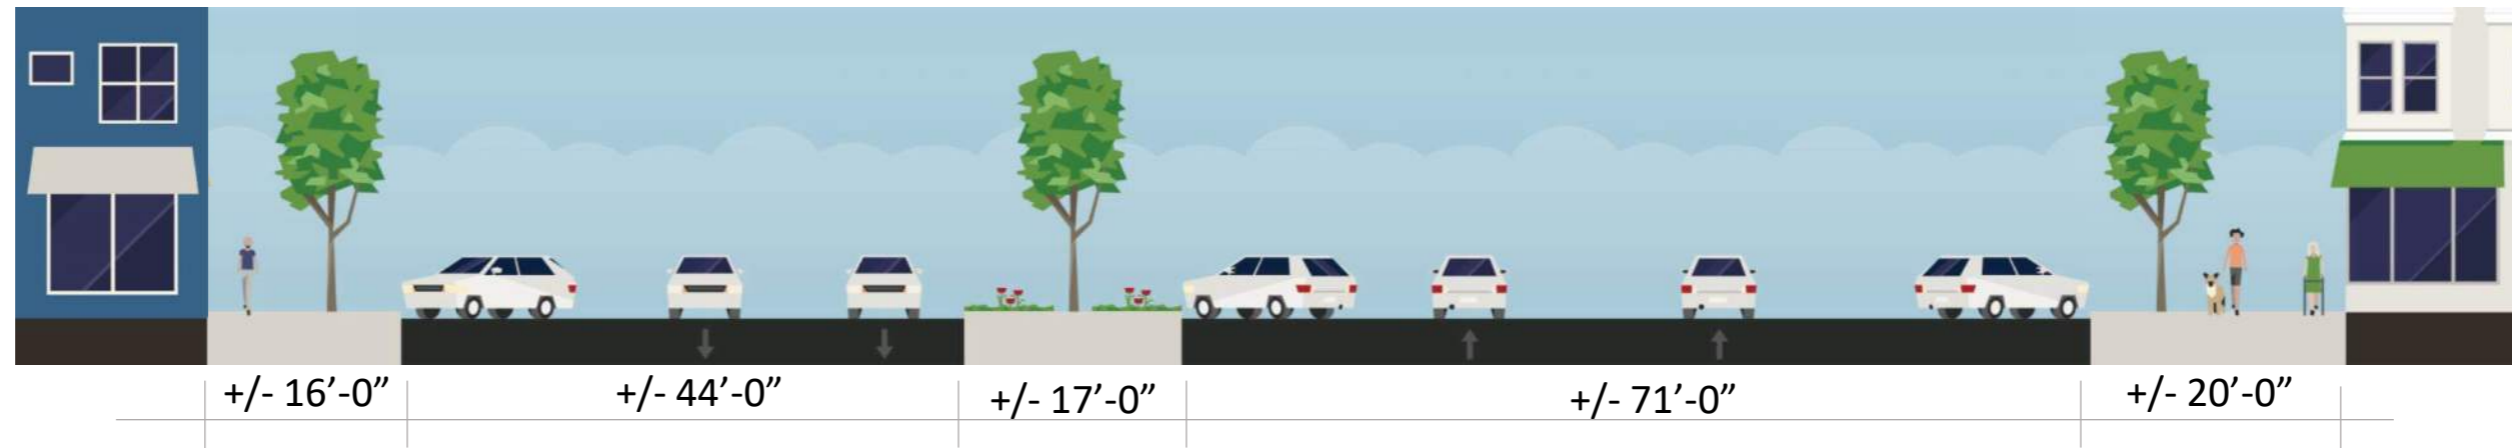 +/- 16’-0” +/- 44’-0” +/- 17’-0” +/- 71’-0” +/- 20’-0”